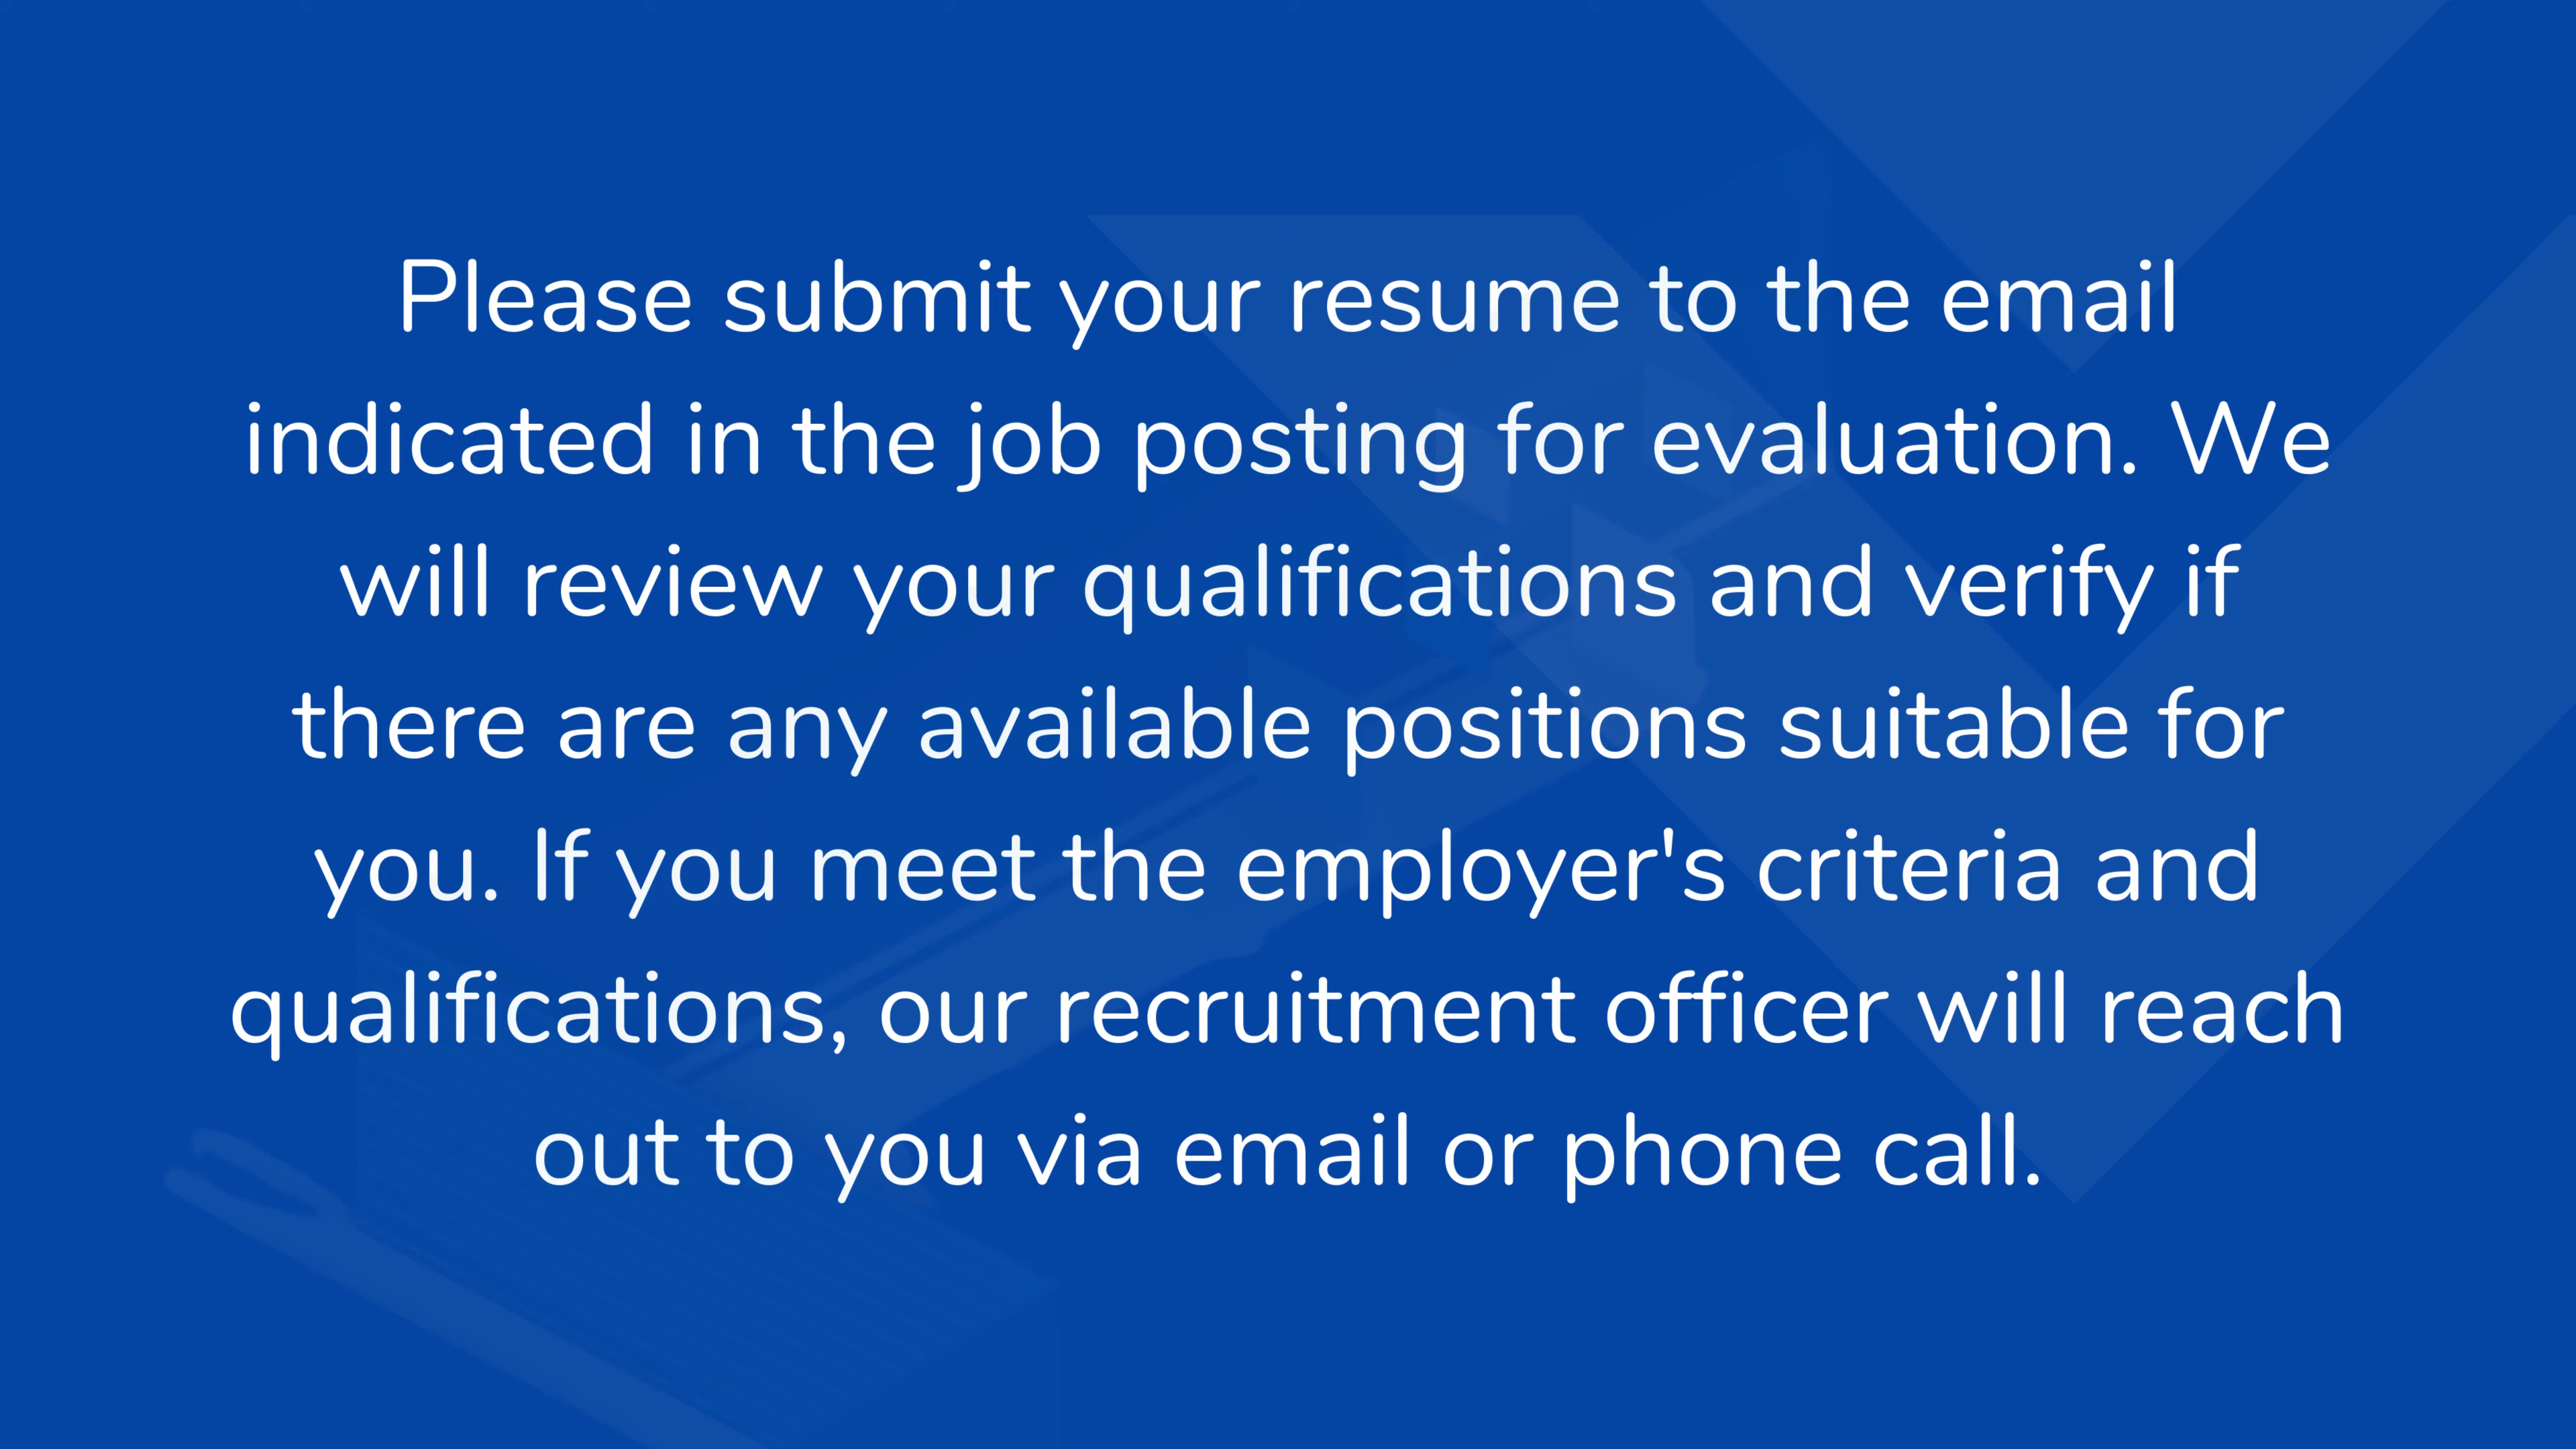 Please submit your resume to the email
indicated in the job posting for evaluation. We
will review your qualifications and verify if
there are any available positions suitable for
you. If you meet the employer's criteria and
qualifications, our recruitment officer will reach
out to you via email or phone call.